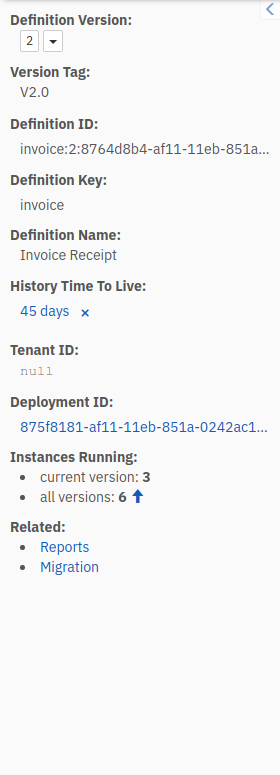 Definition Version:
2
Version Tag:
V2.0
Definition ID:
invoice:2:8764d8b4-af11-11eb-851a...
Definition Key:
invoice
Definition Name:
Invoice Receipt
History Time To Live:
45 days ×
Tenant ID:
null
Deployment ID:
875f8181-af11-11eb-851a-0242ac1...
Instances Running:
• current version: 3
• all versions: 6
Related:
• Reports
• Migration